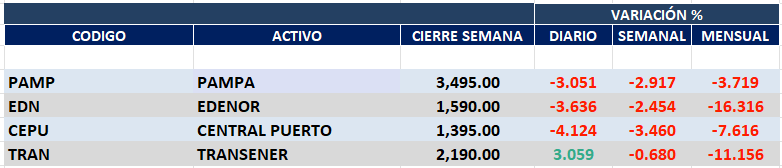 VARIACIÓN %
CODIGO ACTIVO CIERRE SEMANA DIARIO SEMANAL MENSUAL
PAMP PAMPA 3,495.00 -3.051 -2.917 -3.719
EDN EDENOR 1,590.00 -3.636 -2.454 -16.316
CEPU CENTRAL PUERTO 1,395.00 -4.124 -3.460 -7.616
TRAN TRANSENER 2,190.00 3.059 -0.680 -11.156